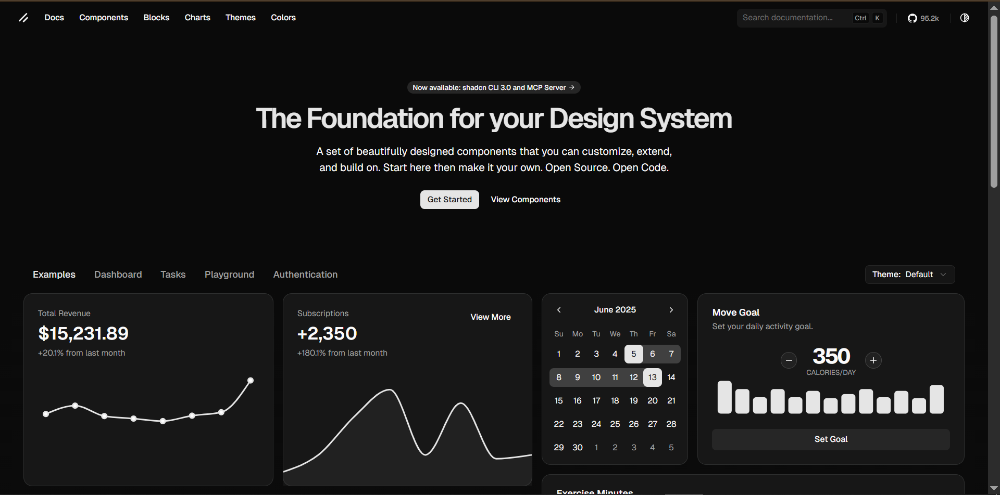 Docs Components Blocks Charts Themes Colors Search documentation... Ctrl K 95.2k
Now available: shadcn CLI 3.0 and MCP Server →
The Foundation for your Design System
A set of beautifully designed components that you can customize, extend,
and build on. Start here then make it your own. Open Source. Open Code.
Get Started View Components
Examples Dashboard Tasks Playground Authentication Theme: Default
Total Revenue
$15,231.89
+20.1% from last month
Subscriptions
View More
+2,350
+180.1% from last month
June 2025
Su Mo Tu We Th Fr Sa
1 2 3 4 5 6 7
8 9 10 11 12 13 14
15 16 17 18 19 20 21
22 23 24 25 26 27 28
29 30 1 2 3 4 5
Move Goal
Set your daily activity goal.
350
CALORIES/DAY
Set Goal
Exercise Minutes